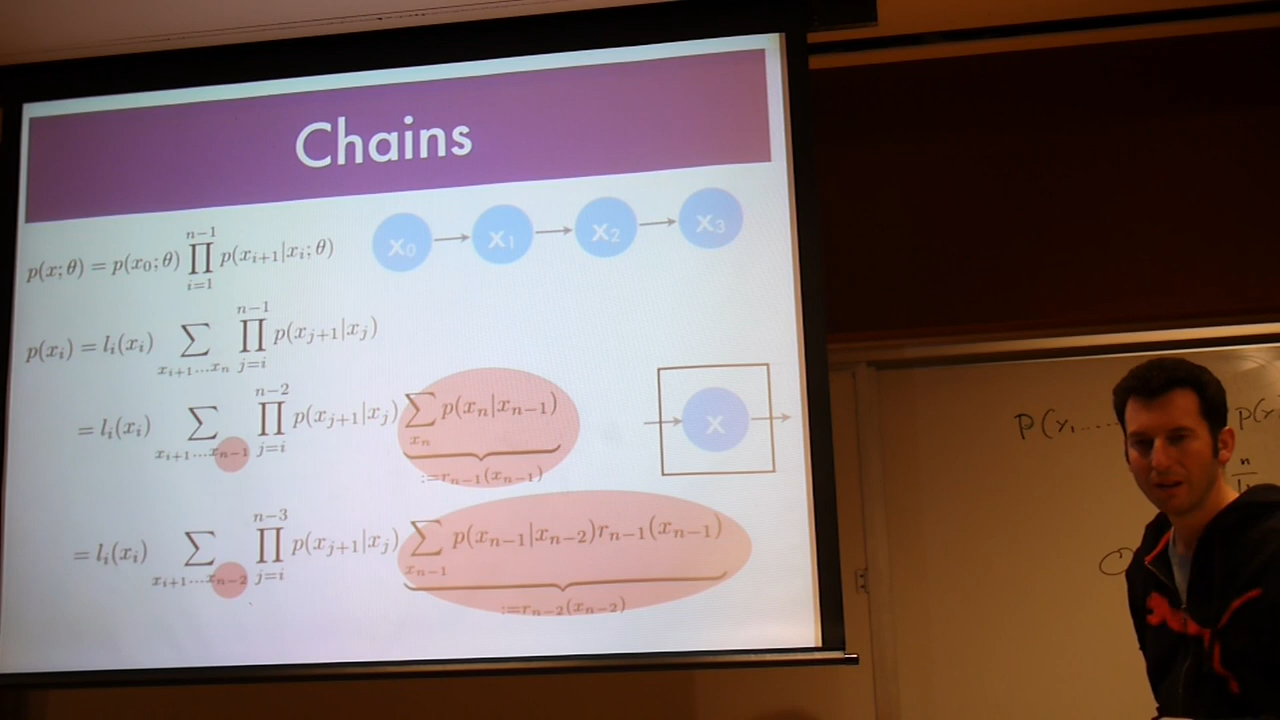 Chains
x₀ → x₁ → x₂ → x₃
p(x; θ) = p(x₀; θ) ∏_{i=1}^{n−1} p(x_{i+1}|x_i; θ)
p(x_i) = l_i(x_i) ∑_{x_{i+1}...x_n} ∏_{j=i}^{n−1} p(x_{j+1}|x_j)
= l_i(x_i) ∑_{x_{i+1}...x_{n−1}} ∏_{j=i}^{n−2} p(x_{j+1}|x_j) ∑_{x_n} p(x_n|x_{n−1})
:=r_{n−1}(x_{n−1})
x
= l_i(x_i) ∑_{x_{i+1}...x_{n−2}} ∏_{j=i}^{n−3} p(x_{j+1}|x_j) ∑_{x_{n−1}} p(x_{n−1}|x_{n−2})r_{n−1}(x_{n−1})
:=r_{n−2}(x_{n−2})